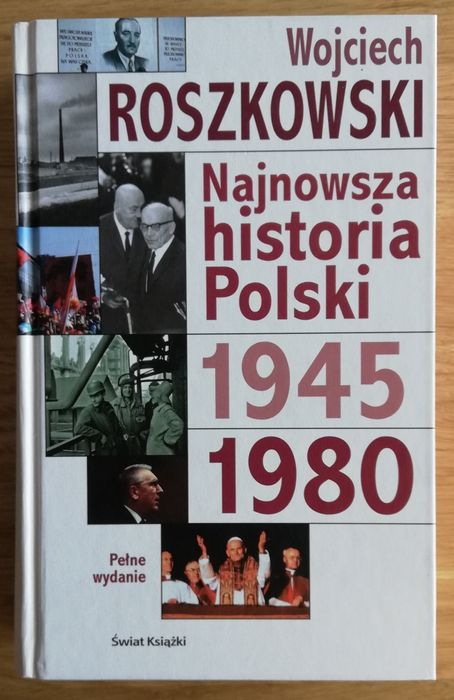 Wojciech
ROSZKOWSKI
Najnowsza
historia
Polski
1945
1980
Pełne
wydanie
Świat Książki